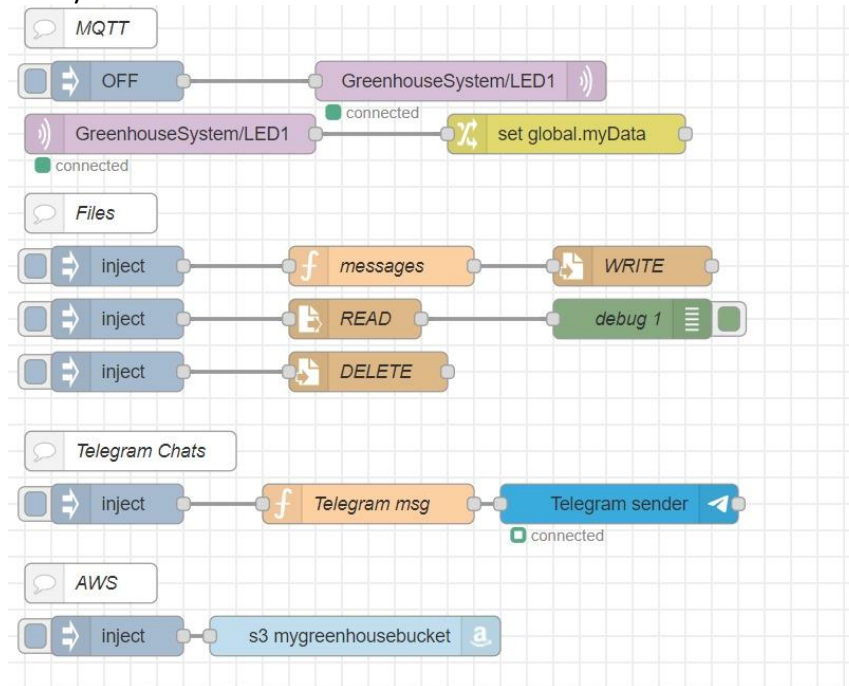 MQTT
OFF
GreenhouseSystem/LED1
connected
GreenhouseSystem/LED1
set global.myData
connected
Files
inject
messages
WRITE
inject
READ
debug 1
inject
DELETE
Telegram Chats
inject
Telegram msg
Telegram sender
connected
AWS
inject
s3 mygreenhousebucket